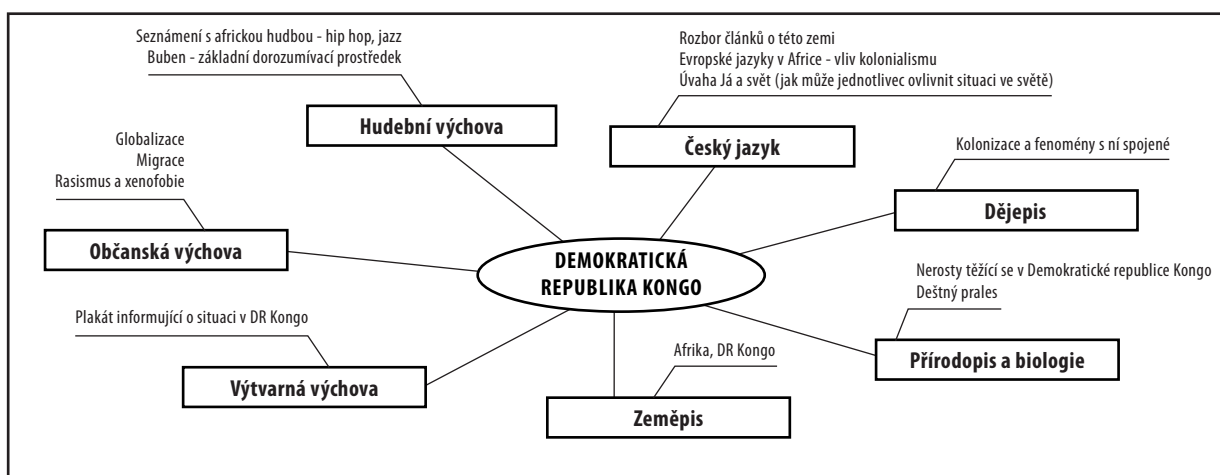 Seznámení s africkou hudbou - hip hop, jazz
Buben - základní dorozumívací prostředek
Hudební výchova
Rozbor článků o této zemi
Evropské jazyky v Africe - vliv kolonialismu
Úvaha Já a svět (jak může jednotlivec ovlivnit situaci ve světě)
Český jazyk
Globalizace
Migrace
Rasismus a xenofobie
Občanská výchova
Kolonizace a fenomény s ní spojené
Dějepis
DEMOKRATICKÁ
REPUBLIKA KONGO
Nerosty těžící se v Demokratické republice Kongo
Deštný prales
Přírodopis a biologie
Plakát informující o situaci v DR Kongo
Výtvarná výchova
Afrika, DR Kongo
Zeměpis